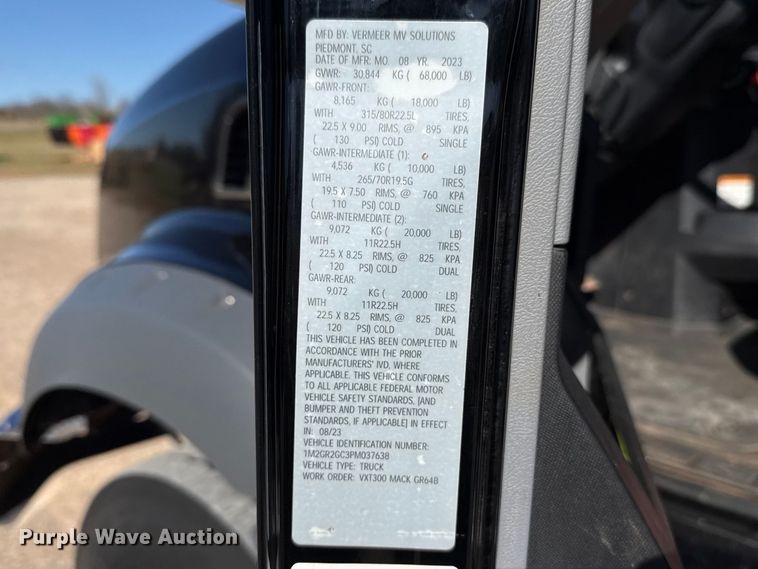 MFD BY: VERMEER MV SOLUTIONS
PIEDMONT, SC
DATE OF MFR: MO. 08 YR. 2023
GVWR: 30,844 KG ( 68,000 LB)
GAWR-FRONT:
8,165 KG ( 18,000 LB)
WITH 315/80R22.5L TIRES,
22.5 X 9.00 RIMS, @ 895 KPA
( 130 PSI) COLD SINGLE
GAWR-INTERMEDIATE (1):
4,536 KG ( 10,000 LB)
WITH 265/70R19.5G TIRES,
19.5 X 7.50 RIMS, @ 760 KPA
( 110 PSI) COLD SINGLE
GAWR-INTERMEDIATE (2)
9,072 KG ( 20,000 LB)
WITH 11R22.5H TIRES,
22.5 X 8.25 RIMS, @ 825 KPA
( 120 PSI) COLD DUAL
GAWR-REAR:
9,072 KG ( 20,000 LB)
WITH 11R22.5H TIRES,
22.5 X 8.25 RIMS, @ 825 KPA
( 120 PSI) COLD DUAL
THIS VEHICLE HAS BEEN COMPLETED IN
ACCORDANCE WITH THE PRIOR
MANUFACTURERS' IVD, WHERE
APPLICABLE. THIS VEHICLE CONFORMS
TO ALL APPLICABLE FEDERAL MOTOR
VEHICLE SAFETY STANDARDS, [AND
BUMPER AND THEFT PREVENTION
STANDARDS, IF APPLICABLE] IN EFFECT
IN: 08/23
VEHICLE IDENTIFICATION NUMBER:
1M2GR2GC3PM037638
VEHICLE TYPE: TRUCK
WORK ORDER: VXT300 MACK GR64B
Purple Wave Auction